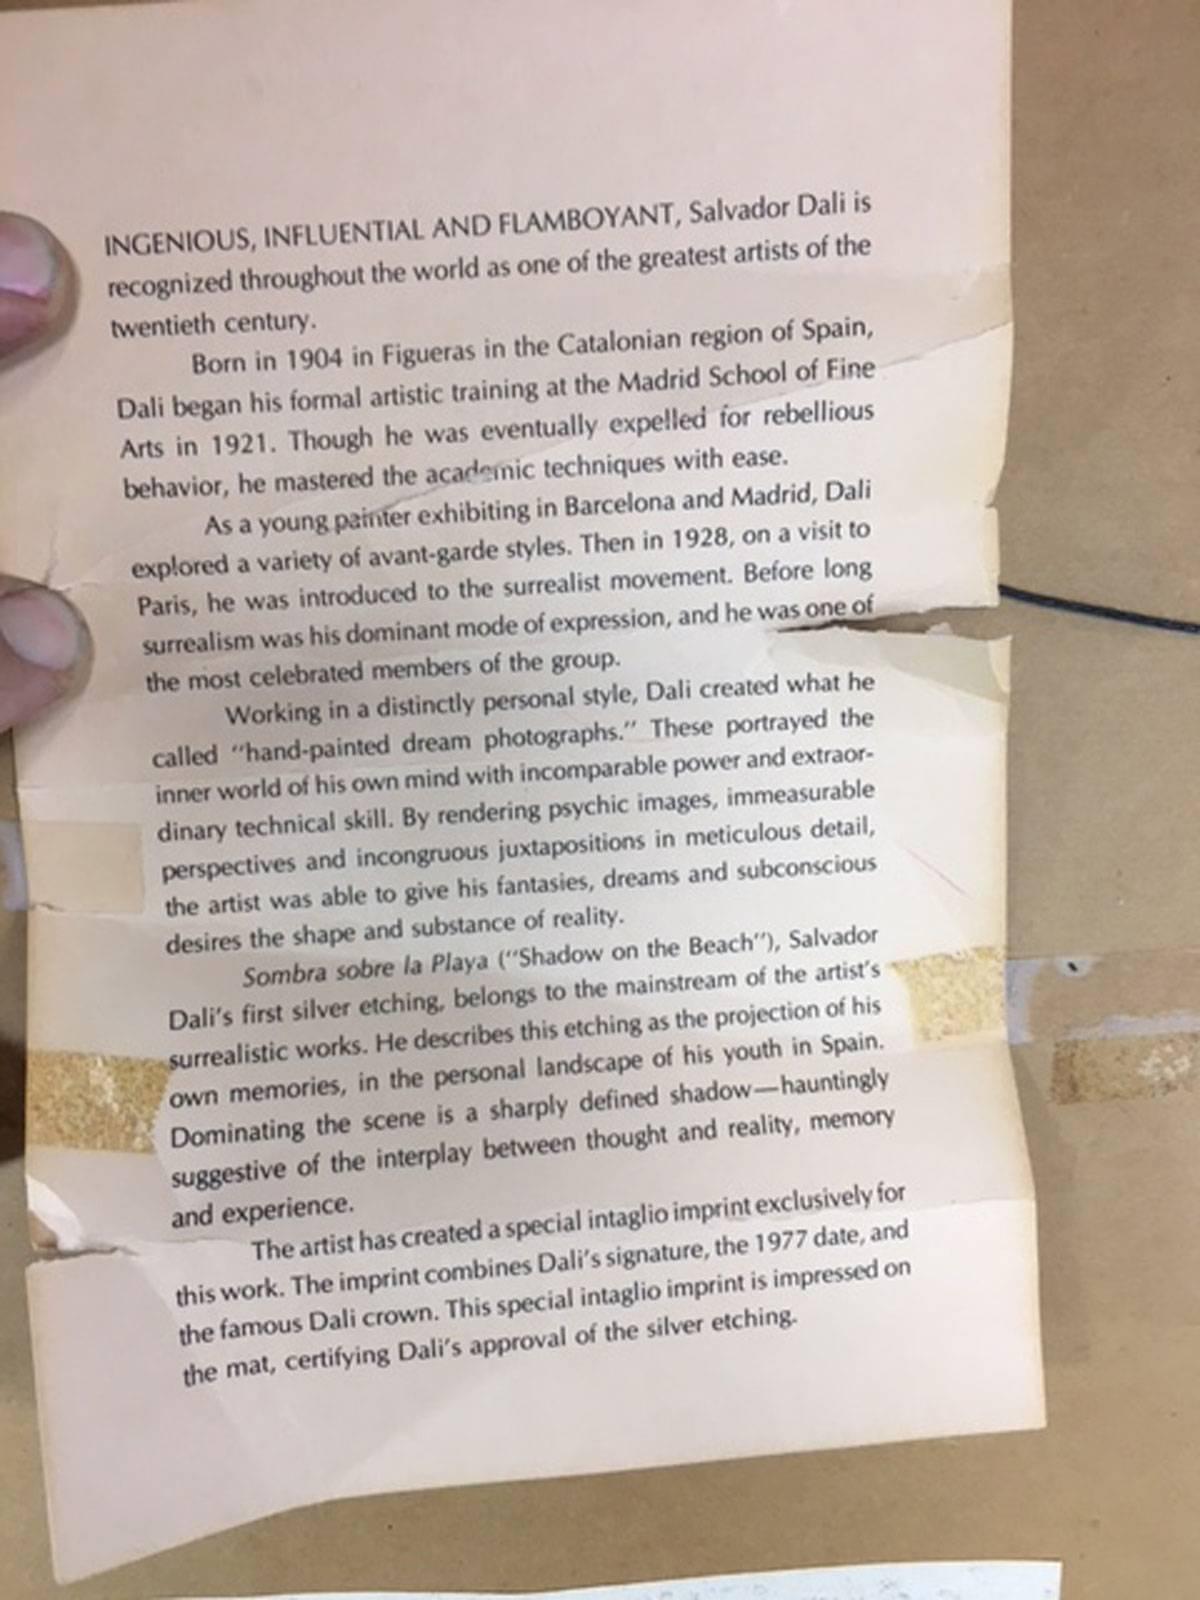 INGENIOUS, INFLUENTIAL AND FLAMBOYANT, Salvador Dali is
recognized throughout the world as one of the greatest artists of the
twentieth century.
Born in 1904 in Figueras in the Catalonian region of Spain,
Dali began his formal artistic training at the Madrid School of Fine
Arts in 1921. Though he was eventually expelled for rebellious
behavior, he mastered the academic techniques with ease.
As a young painter exhibiting in Barcelona and Madrid, Dali
explored a variety of avant-garde styles. Then in 1928, on a visit to
Paris, he was introduced to the surrealist movement. Before long
surrealism was his dominant mode of expression, and he was one of
the most celebrated members of the group.
Working in a distinctly personal style, Dali created what he
called "hand-painted dream photographs." These portrayed the
inner world of his own mind with incomparable power and extraor-
dinary technical skill. By rendering psychic images, immeasurable
perspectives and incongruous juxtapositions in meticulous detail,
the artist was able to give his fantasies, dreams and subconscious
desires the shape and substance of reality.
Sombra sobre la Playa ("Shadow on the Beach"), Salvador
Dali's first silver etching, belongs to the mainstream of the artist's
surrealistic works. He describes this etching as the projection of his
own memories, in the personal landscape of his youth in Spain.
Dominating the scene is a sharply defined shadow—hauntingly
suggestive of the interplay between thought and reality, memory
and experience.
The artist has created a special intaglio imprint exclusively for
this work. The imprint combines Dali's signature, the 1977 date, and
the famous Dali crown. This special intaglio imprint is impressed on
the mat, certifying Dali's approval of the silver etching.